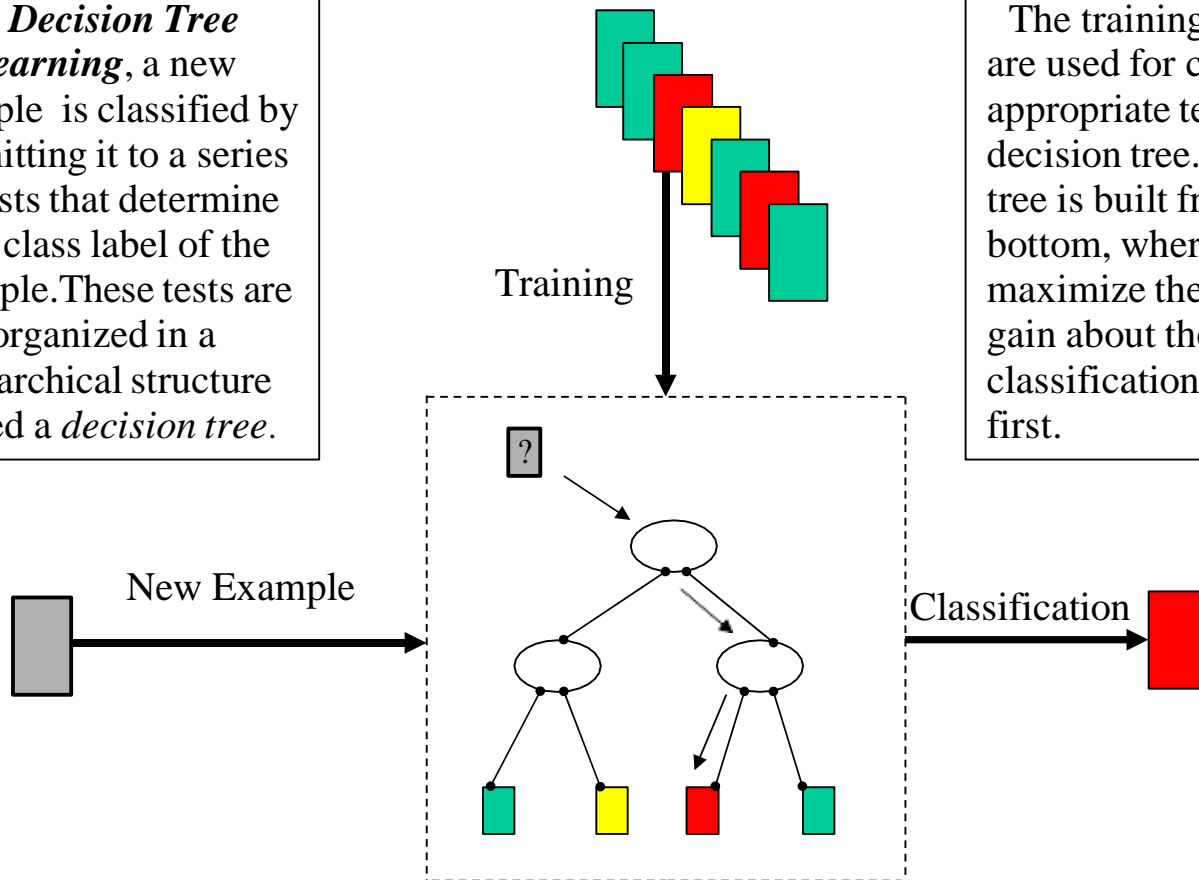 Decision Tree
earning, a new
ple is classified by
itting it to a series
sts that determine
class label of the
ple.These tests are
organized in a
archical structure
ed a decision tree.
The training
are used for c
appropriate te
decision tree.
tree is built fr
bottom, wher
maximize the
gain about the
classification
first.
Training
?
New Example
Classification